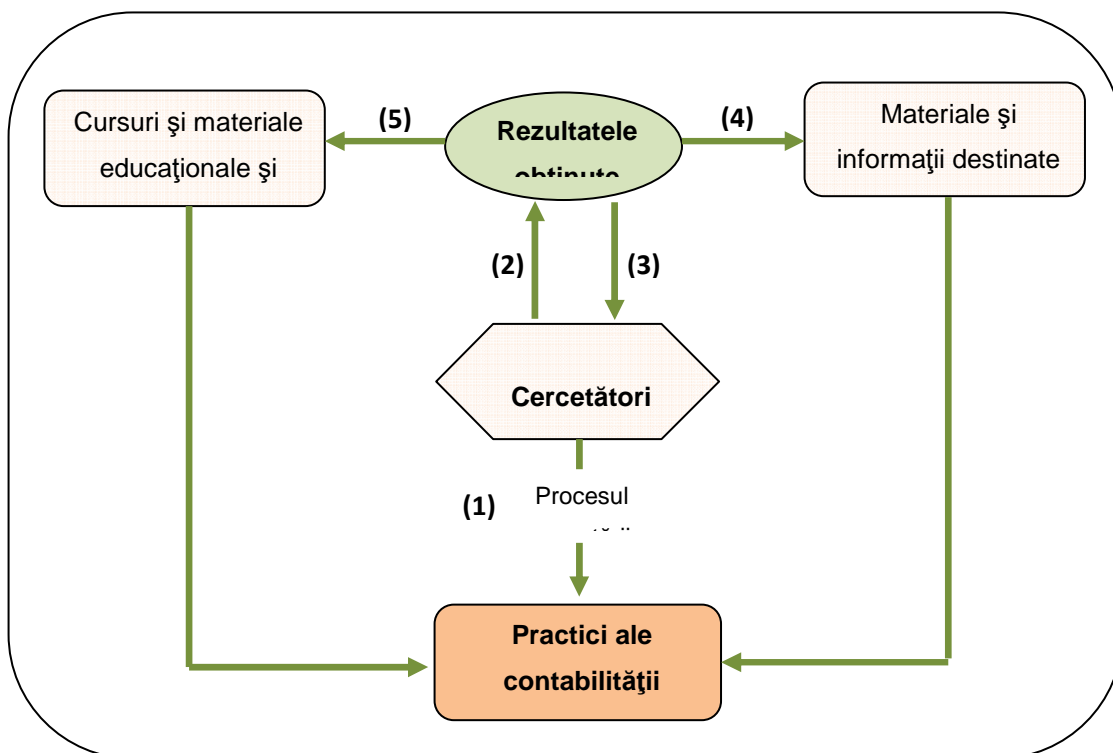 Cursuri şi materiale
educaţionale şi
(5)
Rezultatele
obţinute
(4)
Materiale şi
informaţii destinate
(2)
(3)
Cercetători
(1)
Procesul
Practici ale
contabilităţii